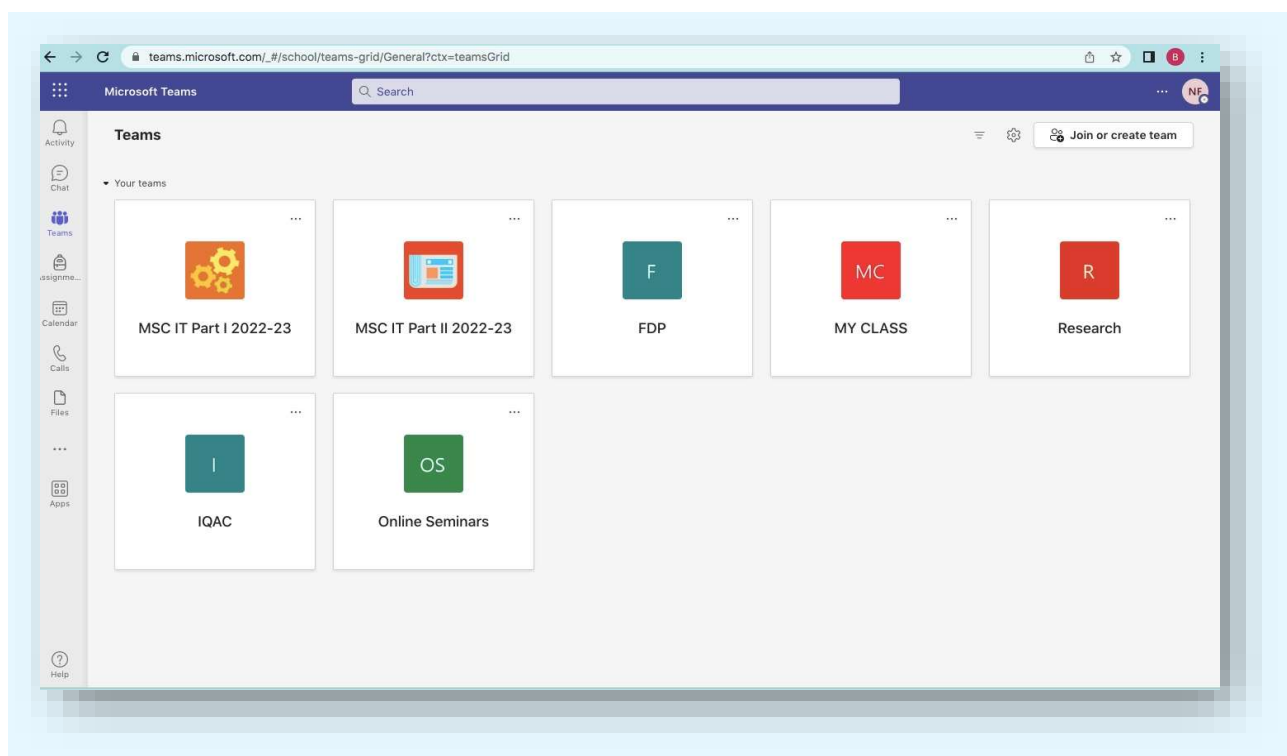 teams.microsoft.com/_#/school/teams-grid/General?ctx=teamsGrid
B
Microsoft Teams
Search
NF
Activity
Chat
Teams
Assignme...
Calendar
Calls
Files
Apps
Help
Teams
Join or create team
Your teams
MSC IT Part I 2022-23
MSC IT Part II 2022-23
F
FDP
MC
MY CLASS
R
Research
I
IQAC
OS
Online Seminars